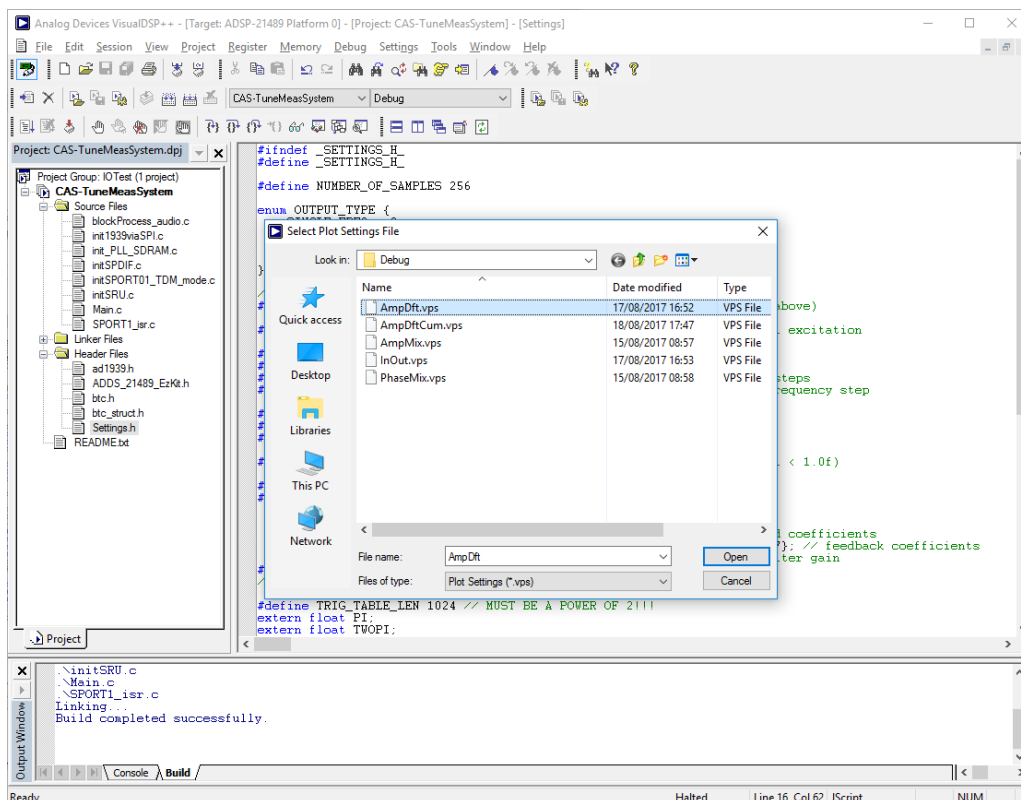 Analog Devices VisualDSP++ - [Target: ADSP-21489 Platform 0] - [Project: CAS-TuneMeasSystem] - [Settings]
File Edit Session View Project Register Memory Debug Settings Tools Window Help
CAS-TuneMeasSystem Debug
Project: CAS-TuneMeasSystem.dpj
Project Group: IOTest (1 project)
CAS-TuneMeasSystem
Source Files
blockProcess_audio.c
init1939viaSPI.c
init_PLL_SDRAM.c
initSPDIF.c
initSPORT01_TDM_mode.c
initSRU.c
Main.c
SPORT1_isr.c
Linker Files
Header Files
ad1939.h
ADDS_21489_EzKit.h
btc.h
btc_struct.h
Settings.h
README.txt
Project
#ifndef _SETTINGS_H_
#define _SETTINGS_H_
#define NUMBER_OF_SAMPLES 256
enum OUTPUT_TYPE {
}
above)
excitation
steps
requency step
< 1.0f)
d coefficients
}; // feedback coefficients
ter gain
#define TRIG_TABLE_LEN 1024 // MUST BE A POWER OF 2!!!
extern float PI;
extern float TWOPI;
Select Plot Settings File
Look in: Debug
Quick access
Desktop
Libraries
This PC
Network
Name Date modified Type
AmpDft.vps 17/08/2017 16:52 VPS File
AmpDftCum.vps 18/08/2017 17:47 VPS File
AmpMix.vps 15/08/2017 08:57 VPS File
InOut.vps 17/08/2017 16:53 VPS File
PhaseMix.vps 15/08/2017 08:58 VPS File
File name: AmpDft Open
Files of type: Plot Settings (*.vps) Cancel
.\initSRU.c
.\Main.c
.\SPORT1_isr.c
Linking...
Build completed successfully.
Output Window
Console Build
Ready Halted Line 16, Col 62 JScript NUM